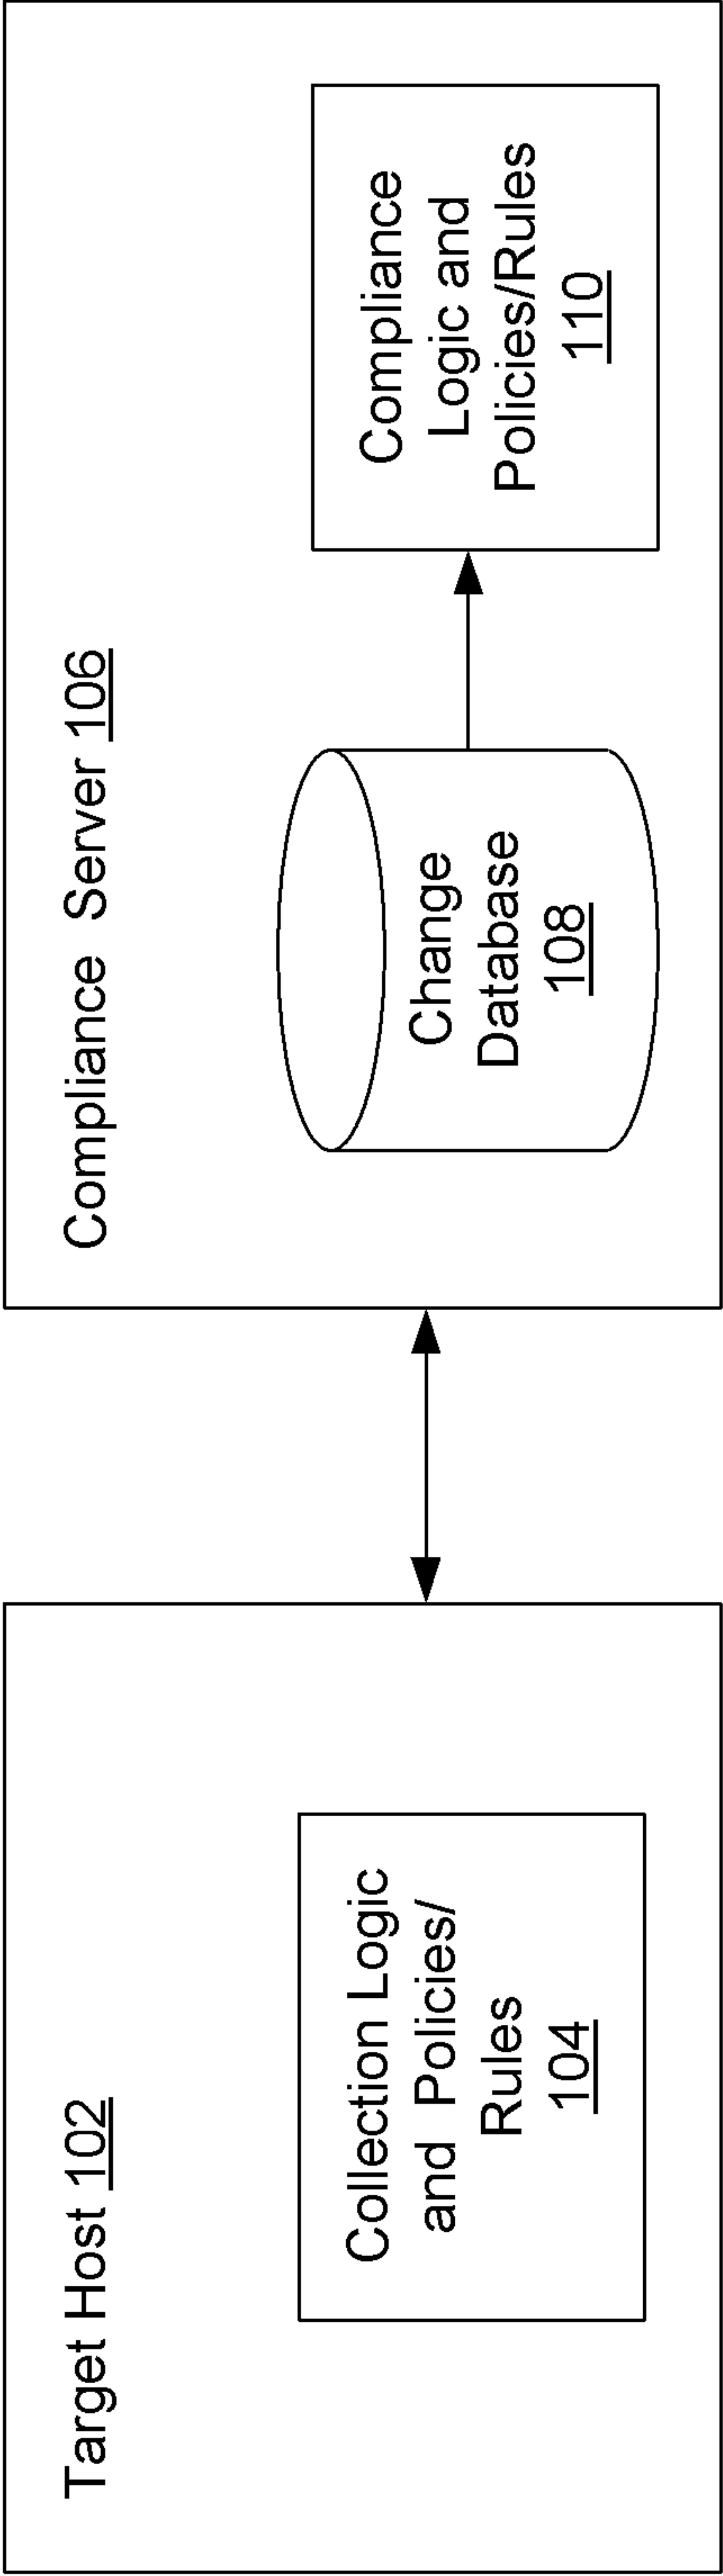 Target Host 102
Collection Logic
and Policies/
Rules
104
Compliance Server 106
Change
Database
108
Compliance
Logic and
Policies/Rules
110